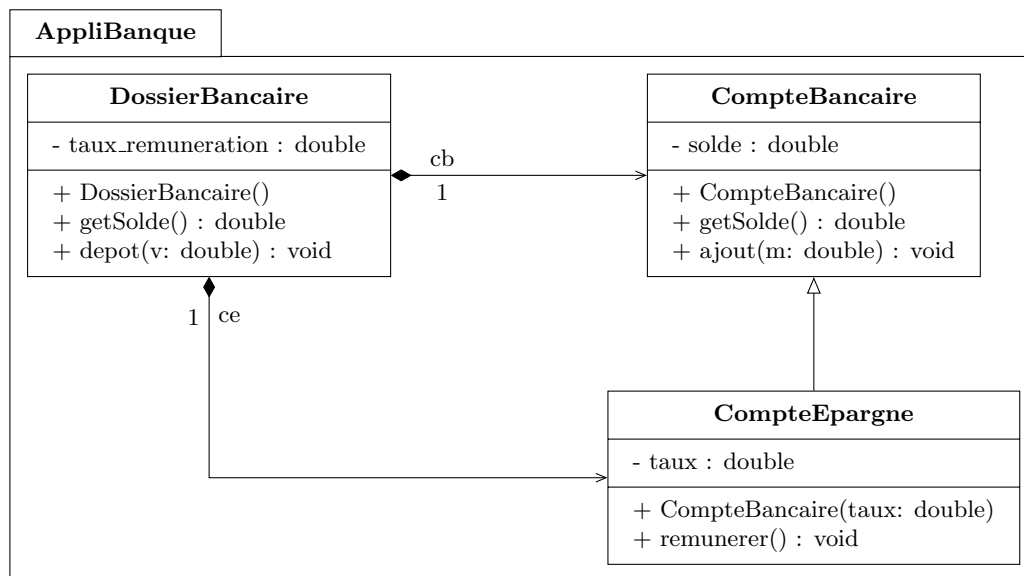 AppliBanque
DossierBancaire
- taux_remuneration : double
+ DossierBancaire()
+ getSolde() : double
+ depot(v: double) : void
cb
1
CompteBancaire
- solde : double
+ CompteBancaire()
+ getSolde() : double
+ ajout(m: double) : void
1
ce
CompteEpargne
- taux : double
+ CompteBancaire(taux: double)
+ remunerer() : void